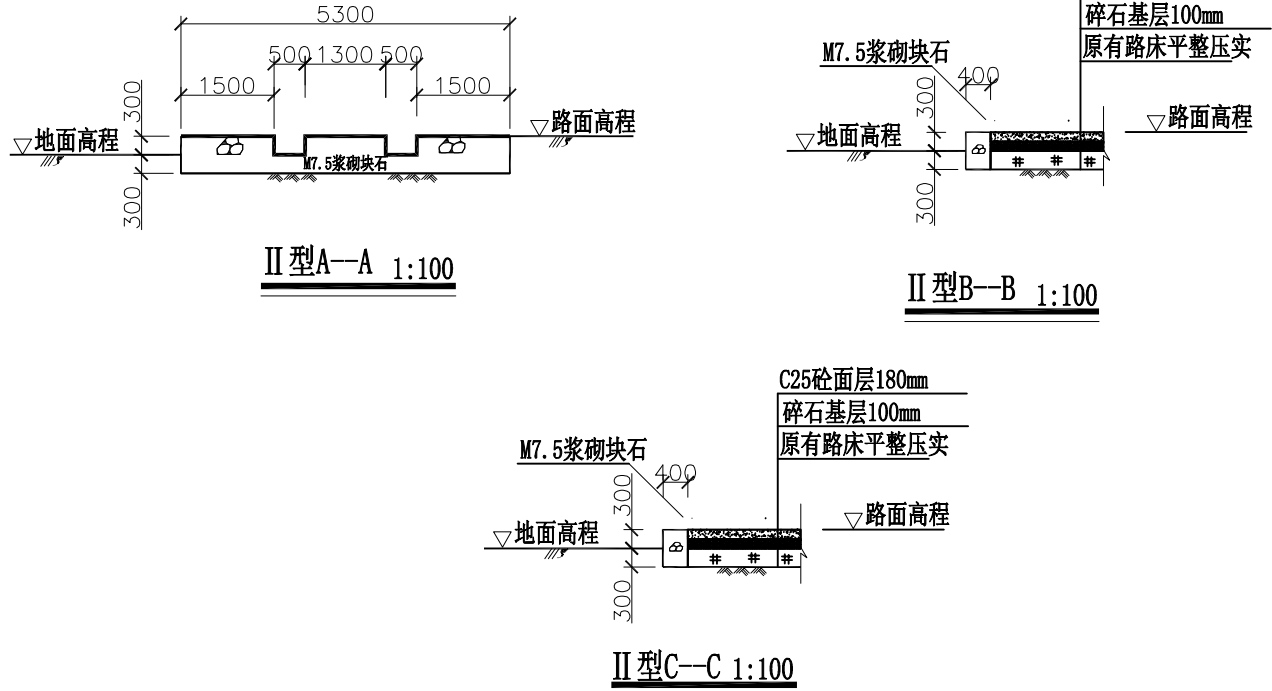 5300
500 1300 500
1500 1500
300
地面高程
路面高程
M7.5浆砌块石
300
II型A--A 1:100
碎石基层100mm
原有路床平整压实
M7.5浆砌块石
400
300
地面高程
路面高程
300
II型B--B 1:100
C25砼面层180mm
碎石基层100mm
原有路床平整压实
M7.5浆砌块石
400
300
地面高程
路面高程
300
II型C--C 1:100